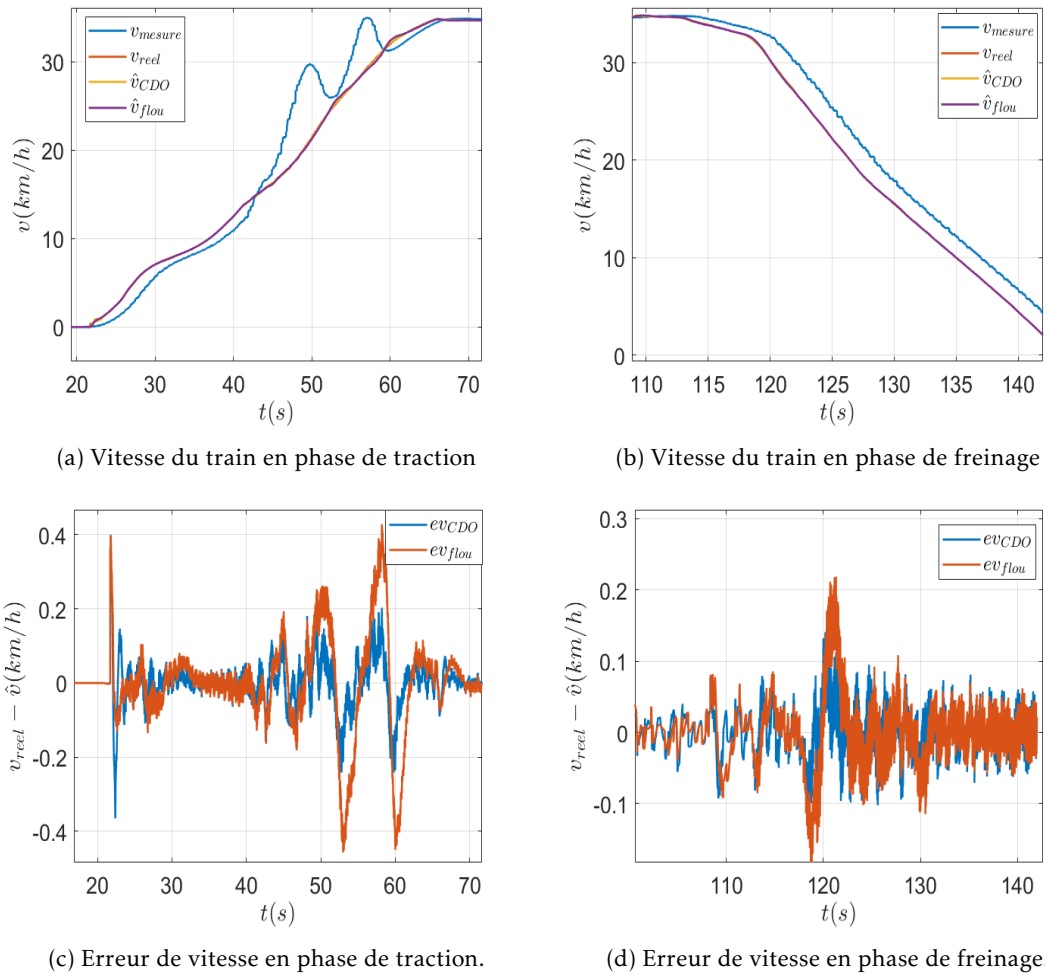 v_mesure
v_reel
v̂_CDO
v̂_flou
30
20
10
0
v(km/h)
20 30 40 50 60 70
t(s)
(a) Vitesse du train en phase de traction
v_mesure
v_reel
v̂_CDO
v̂_flou
30
20
10
0
v(km/h)
110 115 120 125 130 135 140
t(s)
(b) Vitesse du train en phase de freinage
ev_CDO
ev_flou
0.4
0.2
0
-0.2
-0.4
v_reel − v̂(km/h)
20 30 40 50 60 70
t(s)
(c) Erreur de vitesse en phase de traction.
ev_CDO
ev_flou
0.3
0.2
0.1
0
-0.1
v_reel − v̂(km/h)
110 120 130 140
t(s)
(d) Erreur de vitesse en phase de freinage